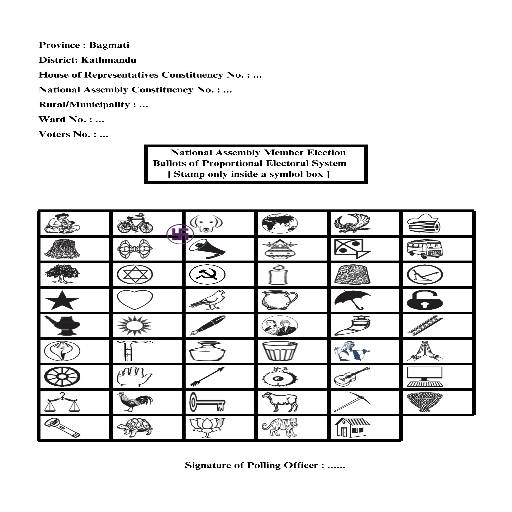 Province : Bagmati
District: Kathmandu
House of Representatives Constituency No. : ...
National Assembly Constituency No. : ...
Rural/Municipality : ...
Ward No. : ...
Voters No. : ...
National Assembly Member Election
Ballots of Proportional Electoral System
[ Stamp only inside a symbol box ]
Signature of Polling Officer : ......